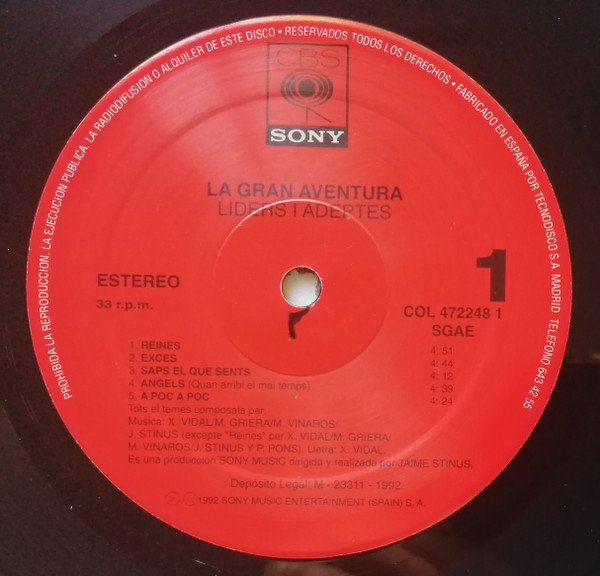 PROHIBIDA LA REPRODUCCION, LA EJECUCION PUBLICA, LA RADIODIFUSION O ALQUILER DE ESTE DISCO • RESERVADOS TODOS LOS DERECHOS • FABRICADO EN ESPAÑA POR TECNODISCO S.A. MADRID TELEFONO 643 42 55
CBS
SONY
LA GRAN AVENTURA
LIDERS I ADEPTES
ESTEREO
1
33 r.p.m.
COL 472248 1
SGAE
1. REINES 4: 51
2. EXCES 4: 44
3. SAPS EL QUE SENTS 4: 12
4. ANGELS (Quan arribi el mal temps) 4: 39
5. A POC A POC 4: 24
Tots el temes composats per:
Música: X. VIDAL/M. GRIERA/M. VINAROS/
J. STINUS (excepte "Reines" per X. VIDAL/M. GRIERA/
M. VINAROS/J. STINUS Y P. PONS). Lletra: X. VIDAL.
Es una produccion SONY MUSIC dirigida y realizada por JAIME STINUS.
Depósito Legal: M - 23311 - 1992
Ⓟ © 1992 SONY MUSIC ENTERTAINMENT (SPAIN) S. A.